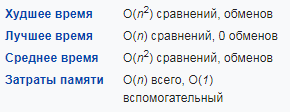 Худшее время O(n²) сравнений, обменов
Лучшее время O(n) сравнений, 0 обменов
Среднее время O(n²) сравнений, обменов
Затраты памяти O(n) всего, O(1)
вспомогательный